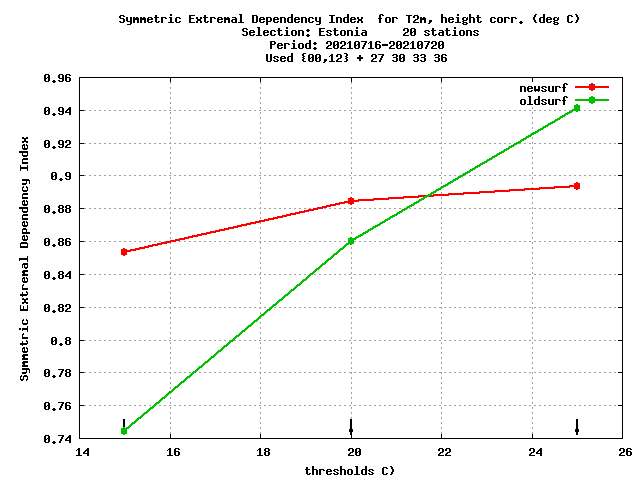 Symmetric Extremal Dependency Index  for T2m, height corr. (deg C)
Selection: Estonia     20 stations
Period: 20210716-20210720
Used {00,12} + 27 30 33 36
newsurf
oldsurf
Symmetric Extremal Dependency Index
0.96
0.94
0.92
0.9
0.88
0.86
0.84
0.82
0.8
0.78
0.76
0.74
14 16 18 20 22 24 26
thresholds C)